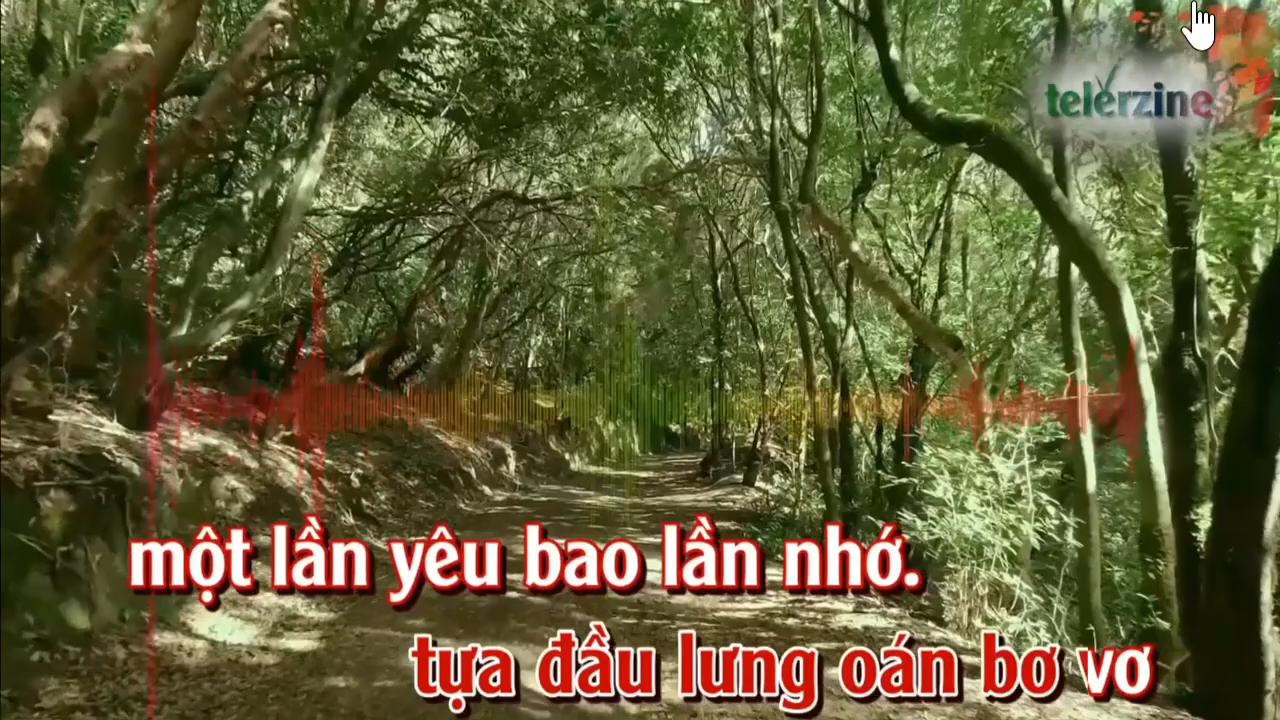 telerzine
một lần yêu bao lần nhớ.
tựa đầu lưng oán bơ vơ